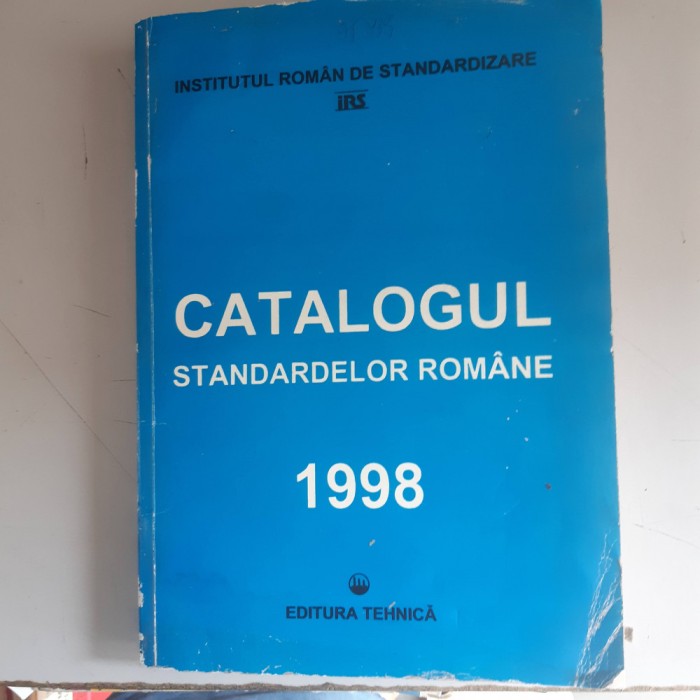 INSTITUTUL ROMÂN DE STANDARDIZARE
IRS
CATALOGUL
STANDARDELOR ROMÂNE
1998
EDITURA TEHNICĂ